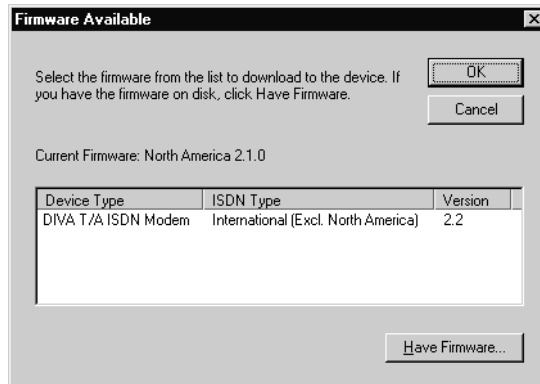 Firmware Available
Select the firmware from the list to download to the device. If
you have the firmware on disk, click Have Firmware.
OK
Cancel
Current Firmware: North America 2.1.0
Device Type ISDN Type Version
DIVA T/A ISDN Modem International (Excl. North America) 2.2
Have Firmware...